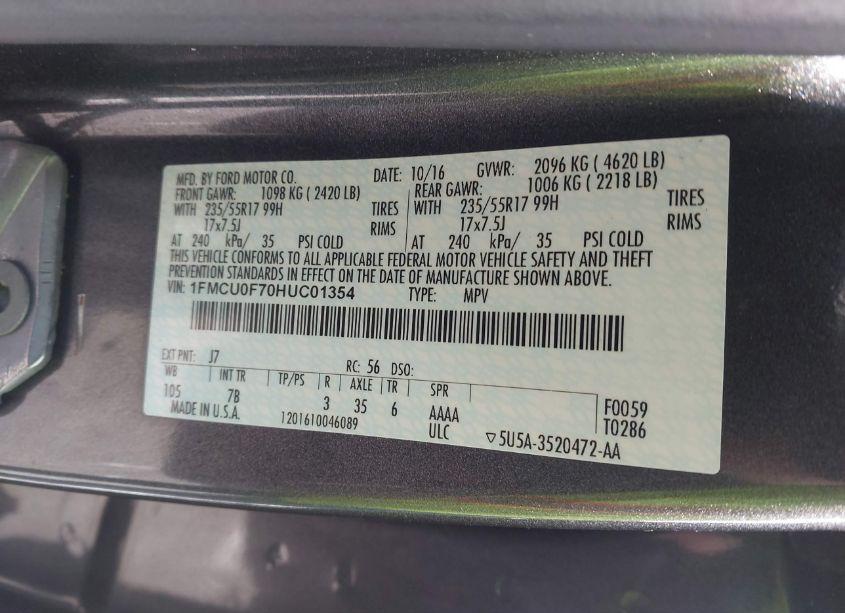 MFD. BY FORD MOTOR CO. DATE: 10/16 GVWR: 2096 KG ( 4620 LB)
FRONT GAWR: 1098 KG ( 2420 LB) REAR GAWR: 1006 KG ( 2218 LB)
WITH 235/55R17 99H TIRES WITH 235/55R17 99H TIRES
17x7.5J RIMS 17x7.5J RIMS
AT 240 kPa/ 35 PSI COLD AT 240 kPa/ 35 PSI COLD
THIS VEHICLE CONFORMS TO ALL APPLICABLE FEDERAL MOTOR VEHICLE SAFETY AND THEFT
PREVENTION STANDARDS IN EFFECT ON THE DATE OF MANUFACTURE SHOWN ABOVE.
VIN: 1FMCU0F70HUC01354 TYPE: MPV
EXT PNT: J7 RC: 56 DSO:
WB INT TR TP/PS R AXLE TR SPR
105 7B 3 35 6 AAAA F0059
MADE IN U.S.A. 1201610046089 ULC T0286
▽5U5A-3520472-AA